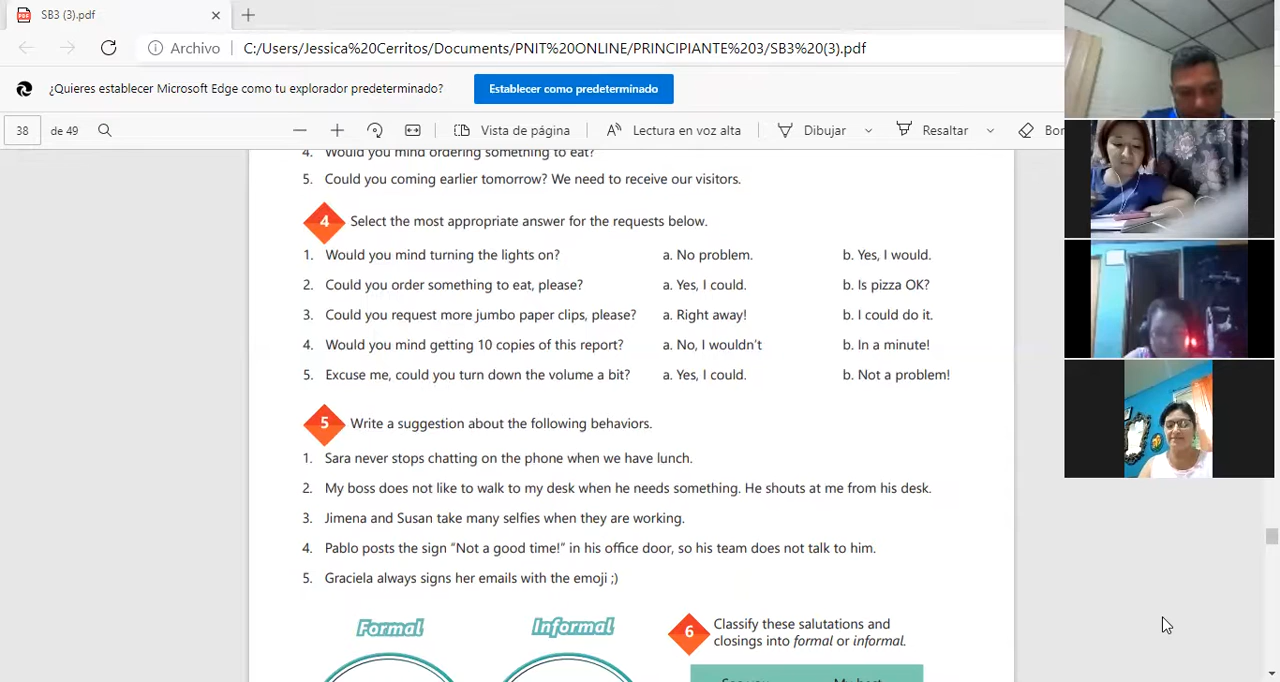 SB3 (3).pdf
Archivo C:/Users/Jessica%20Cerritos/Documents/PNIT%20ONLINE/PRINCIPIANTE%203/SB3%20(3).pdf
¿Quieres establecer Microsoft Edge como tu explorador predeterminado? Establecer como predeterminado
38 de 49 Vista de página Lectura en voz alta Dibujar Resaltar Bor
4. Would you mind ordering something to eat?
5. Could you coming earlier tomorrow? We need to receive our visitors.
4 Select the most appropriate answer for the requests below.
1. Would you mind turning the lights on? a. No problem. b. Yes, I would.
2. Could you order something to eat, please? a. Yes, I could. b. Is pizza OK?
3. Could you request more jumbo paper clips, please? a. Right away! b. I could do it.
4. Would you mind getting 10 copies of this report? a. No, I wouldn't b. In a minute!
5. Excuse me, could you turn down the volume a bit? a. Yes, I could. b. Not a problem!
5 Write a suggestion about the following behaviors.
1. Sara never stops chatting on the phone when we have lunch.
2. My boss does not like to walk to my desk when he needs something. He shouts at me from his desk.
3. Jimena and Susan take many selfies when they are working.
4. Pablo posts the sign “Not a good time!” in his office door, so his team does not talk to him.
5. Graciela always signs her emails with the emoji ;)
Formal Informal
6 Classify these salutations and
closings into formal or informal.